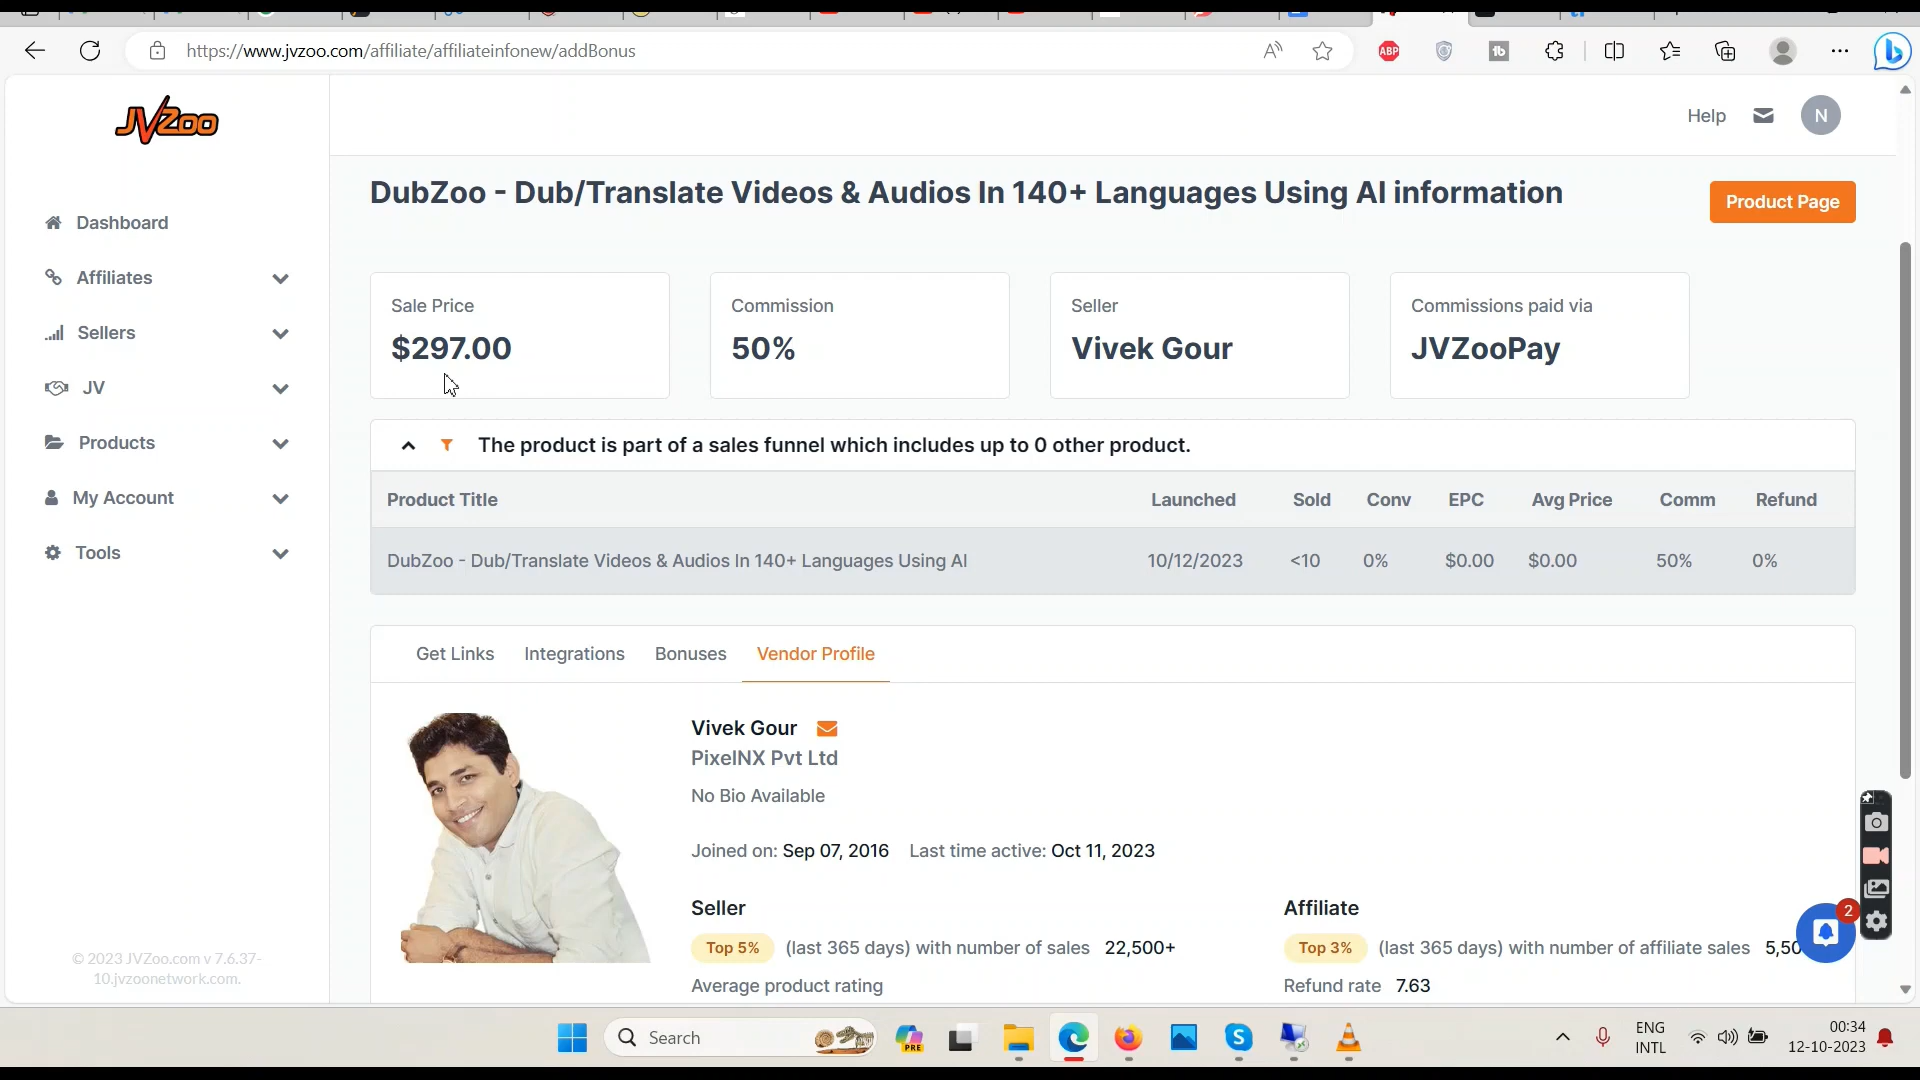 https://www.jvzoo.com/affiliate/affiliateinfonew/addBonus
ABP
JVZoo
Help
N
DubZoo - Dub/Translate Videos & Audios In 140+ Languages Using AI information
Product Page
Dashboard
Affiliates
Sellers
JV
Products
My Account
Tools
Sale Price
$297.00
Commission
50%
Seller
Vivek Gour
Commissions paid via
JVZooPay
The product is part of a sales funnel which includes up to 0 other product.
Product Title Launched Sold Conv EPC Avg Price Comm Refund
DubZoo - Dub/Translate Videos & Audios In 140+ Languages Using AI 10/12/2023 <10 0% $0.00 $0.00 50% 0%
Get Links Integrations Bonuses Vendor Profile
Vivek Gour
PixelNX Pvt Ltd
No Bio Available
Joined on: Sep 07, 2016 Last time active: Oct 11, 2023
Seller
Top 5% (last 365 days) with number of sales 22,500+
Average product rating
Affiliate
Top 3% (last 365 days) with number of affiliate sales 5,50
Refund rate 7.63
2
© 2023 JVZoo.com v 7.6.37-
10.jvzoonetwork.com.
Search
PRE
ENG
INTL
00:34
12-10-2023